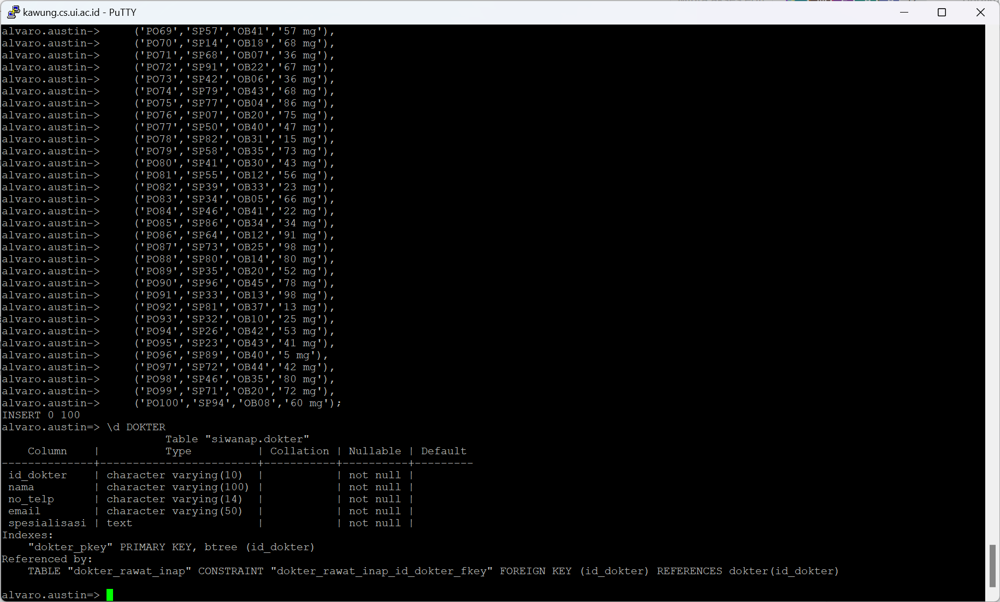 kawung.cs.ui.ac.id - PuTTY
alvaro.austin->     ('PO69','SP57','OB41','57 mg'),
alvaro.austin->     ('PO70','SP14','OB18','68 mg'),
alvaro.austin->     ('PO71','SP68','OB07','36 mg'),
alvaro.austin->     ('PO72','SP91','OB22','67 mg'),
alvaro.austin->     ('PO73','SP42','OB06','36 mg'),
alvaro.austin->     ('PO74','SP79','OB43','68 mg'),
alvaro.austin->     ('PO75','SP77','OB04','86 mg'),
alvaro.austin->     ('PO76','SP07','OB20','75 mg'),
alvaro.austin->     ('PO77','SP50','OB40','47 mg'),
alvaro.austin->     ('PO78','SP82','OB31','15 mg'),
alvaro.austin->     ('PO79','SP58','OB35','73 mg'),
alvaro.austin->     ('PO80','SP41','OB30','43 mg'),
alvaro.austin->     ('PO81','SP55','OB12','56 mg'),
alvaro.austin->     ('PO82','SP39','OB33','23 mg'),
alvaro.austin->     ('PO83','SP34','OB05','66 mg'),
alvaro.austin->     ('PO84','SP46','OB41','22 mg'),
alvaro.austin->     ('PO85','SP86','OB34','34 mg'),
alvaro.austin->     ('PO86','SP64','OB12','91 mg'),
alvaro.austin->     ('PO87','SP73','OB25','98 mg'),
alvaro.austin->     ('PO88','SP80','OB14','80 mg'),
alvaro.austin->     ('PO89','SP35','OB20','52 mg'),
alvaro.austin->     ('PO90','SP96','OB45','78 mg'),
alvaro.austin->     ('PO91','SP33','OB13','98 mg'),
alvaro.austin->     ('PO92','SP81','OB37','13 mg'),
alvaro.austin->     ('PO93','SP32','OB10','25 mg'),
alvaro.austin->     ('PO94','SP26','OB42','53 mg'),
alvaro.austin->     ('PO95','SP23','OB43','41 mg'),
alvaro.austin->     ('PO96','SP89','OB40','5 mg'),
alvaro.austin->     ('PO97','SP72','OB44','42 mg'),
alvaro.austin->     ('PO98','SP46','OB35','80 mg'),
alvaro.austin->     ('PO99','SP71','OB20','72 mg'),
alvaro.austin->     ('PO100','SP94','OB08','60 mg');
INSERT 0 100
alvaro.austin=> \d DOKTER
                         Table "siwanap.dokter"
    Column    |          Type          | Collation | Nullable | Default
--------------+------------------------+-----------+----------+---------
 id_dokter    | character varying(10)  |           | not null |
 nama         | character varying(100) |           | not null |
 no_telp      | character varying(14)  |           | not null |
 email        | character varying(50)  |           | not null |
 spesialisasi | text                   |           | not null |
Indexes:
    "dokter_pkey" PRIMARY KEY, btree (id_dokter)
Referenced by:
    TABLE "dokter_rawat_inap" CONSTRAINT "dokter_rawat_inap_id_dokter_fkey" FOREIGN KEY (id_dokter) REFERENCES dokter(id_dokter)
alvaro.austin=>